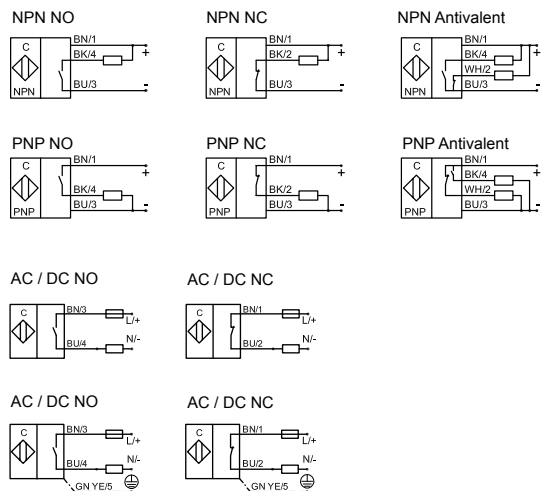 NPN NO
NPN NC
NPN Antivalent
C
BN/1
+
BK/4
NPN
BU/3
-
C
BN/1
+
BK/2
NPN
BU/3
-
C
BN/1
+
BK/4
WH/2
NPN
BU/3
-
PNP NO
PNP NC
PNP Antivalent
C
BN/1
+
BK/4
PNP
BU/3
-
C
BN/1
+
BK/2
PNP
BU/3
-
C
BN/1
+
BK/4
WH/2
PNP
BU/3
-
AC / DC NO
AC / DC NC
C
BN/3
L/+
BU/4
N/-
C
BN/1
L/+
BU/2
N/-
AC / DC NO
AC / DC NC
C
BN/3
L/+
BU/4
N/-
GN YE/5
C
BN/1
L/+
BU/2
N/-
GN YE/5